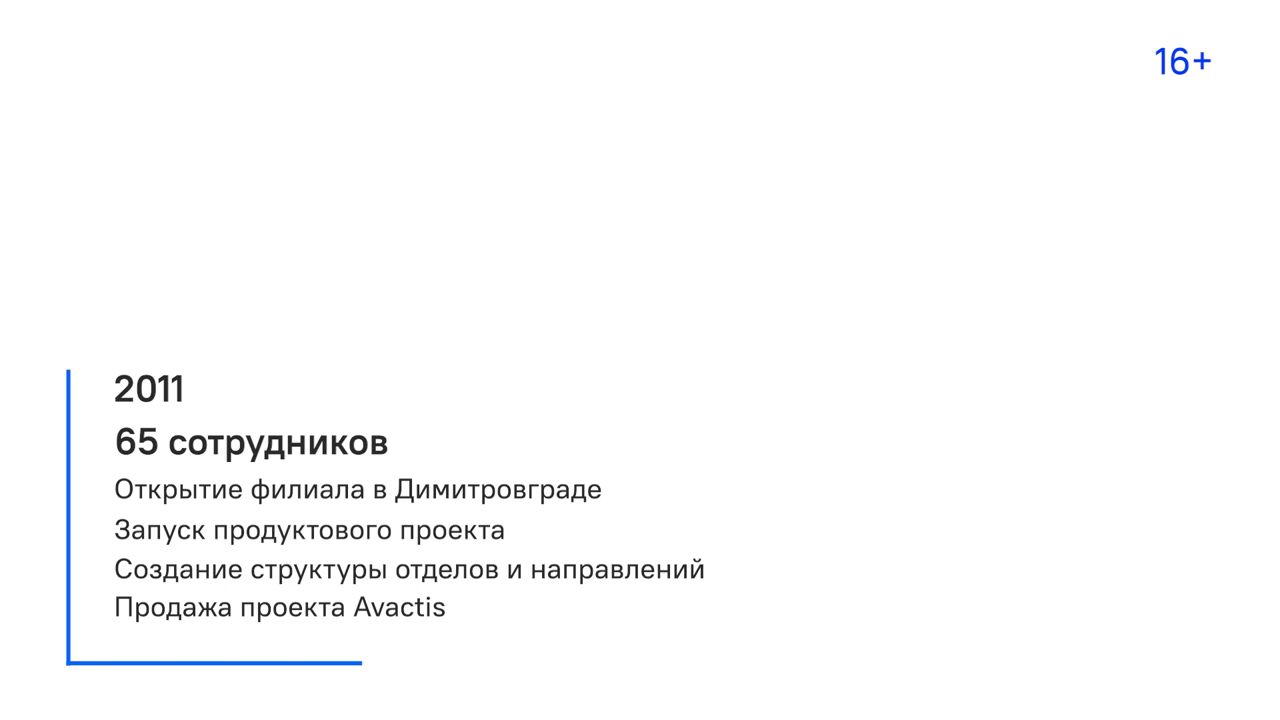 16+
2011
65 сотрудников
Открытие филиала в Димитровграде
Запуск продуктового проекта
Создание структуры отделов и направлений
Продажа проекта Avactis